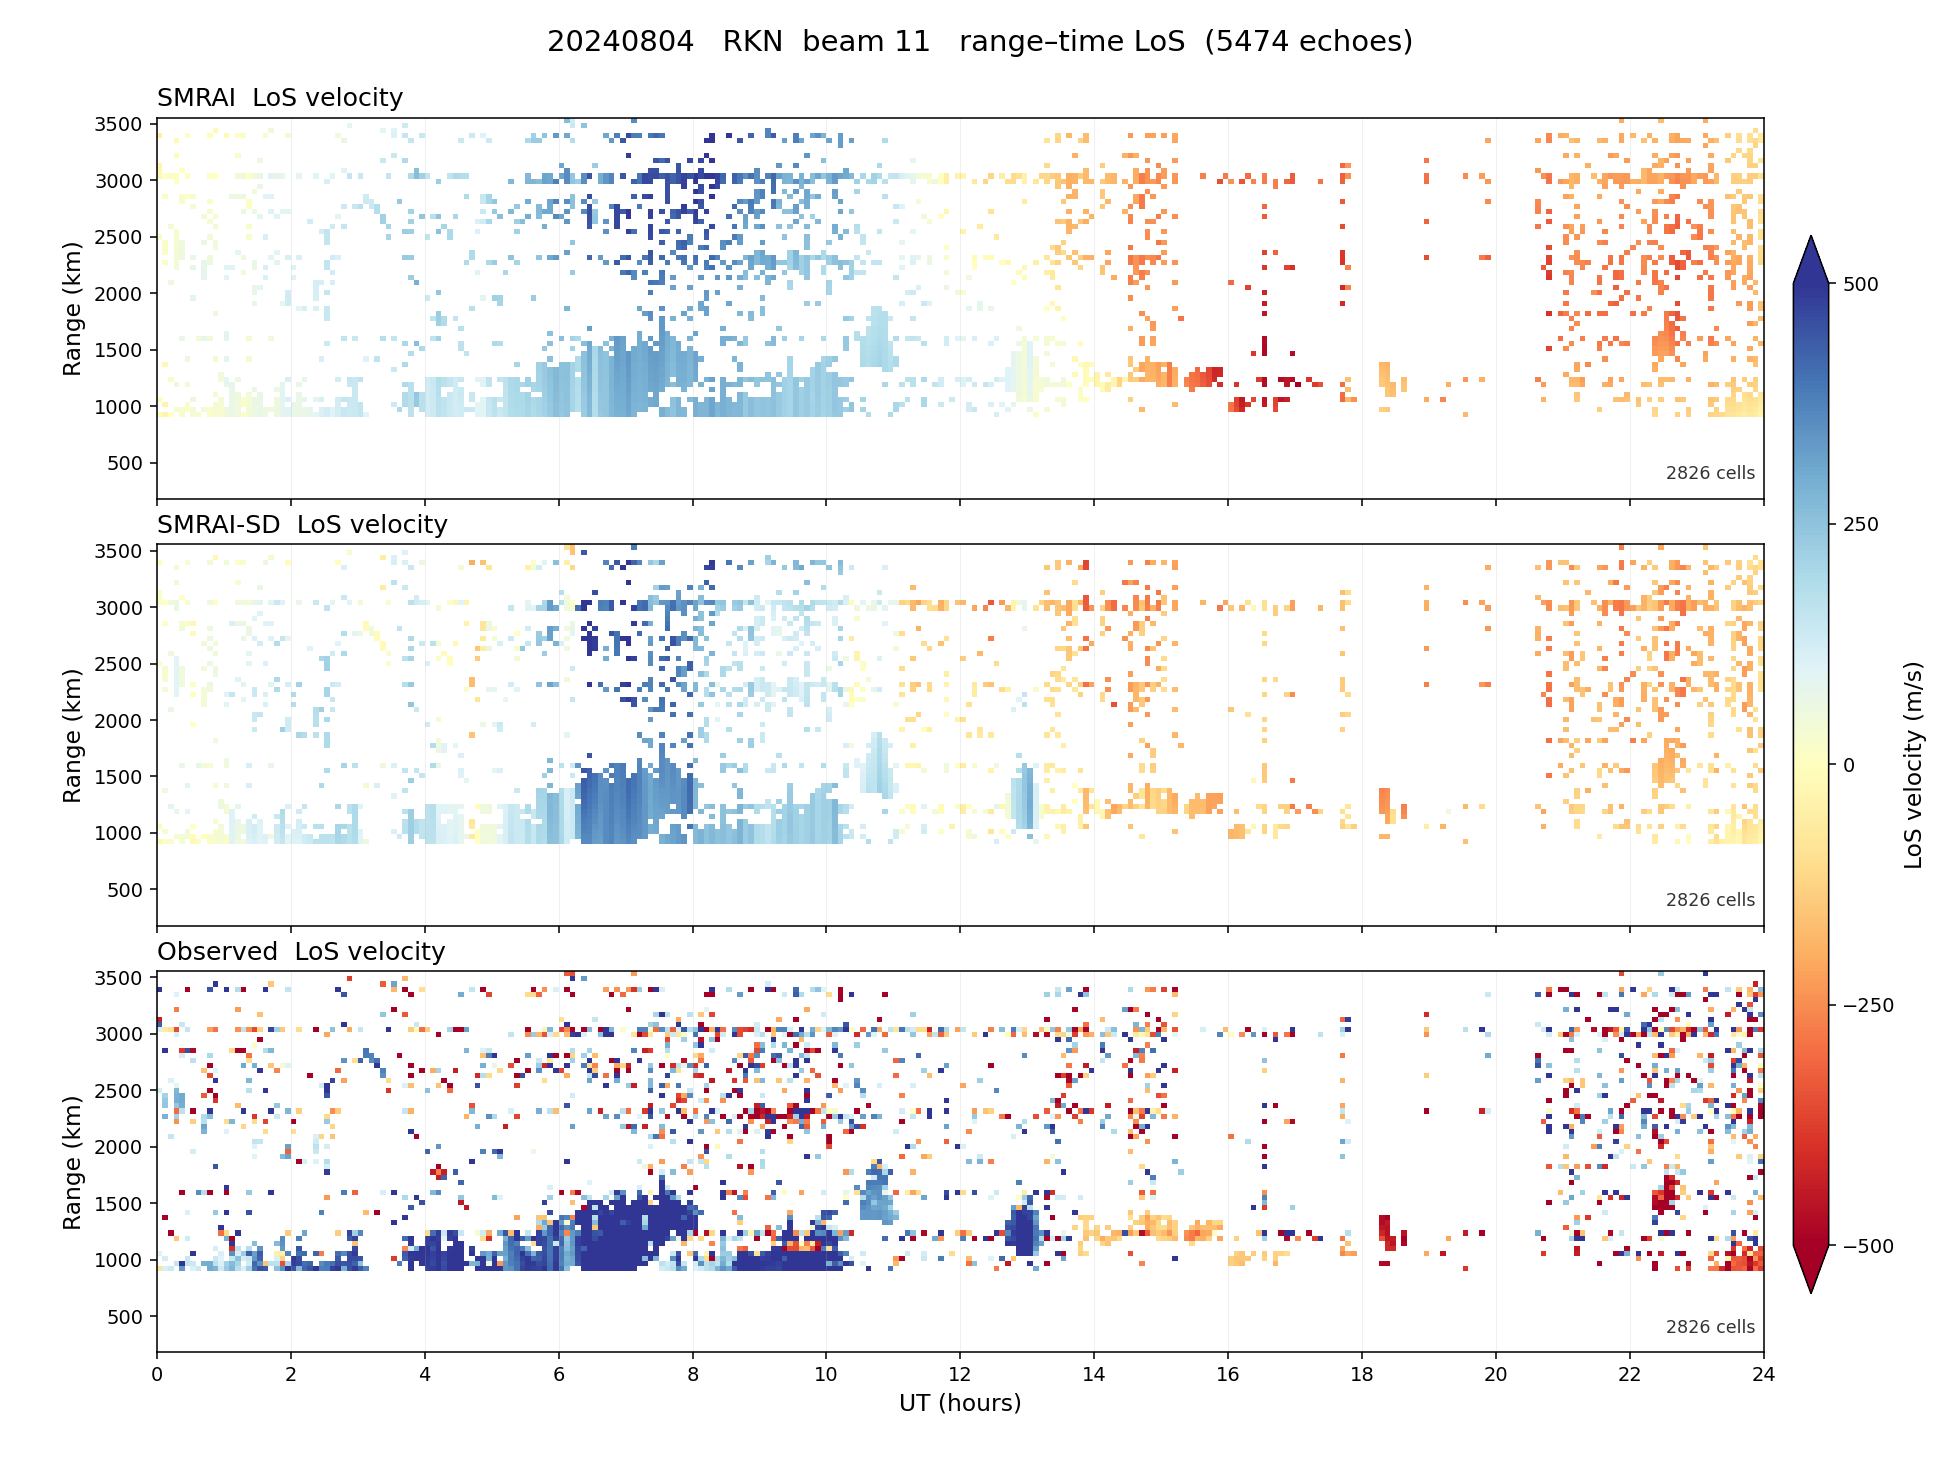 20240804   RKN  beam 11   range–time LoS  (5474 echoes)
SMRAI  LoS velocity
3500
3000
2500
2000
1500
1000
500
Range (km)
2826 cells
SMRAI-SD  LoS velocity
3500
3000
2500
2000
1500
1000
500
Range (km)
2826 cells
Observed  LoS velocity
3500
3000
2500
2000
1500
1000
500
Range (km)
2826 cells
0 2 4 6 8 10 12 14 16 18 20 22 24
UT (hours)
500
250
0
−250
−500
LoS velocity (m/s)